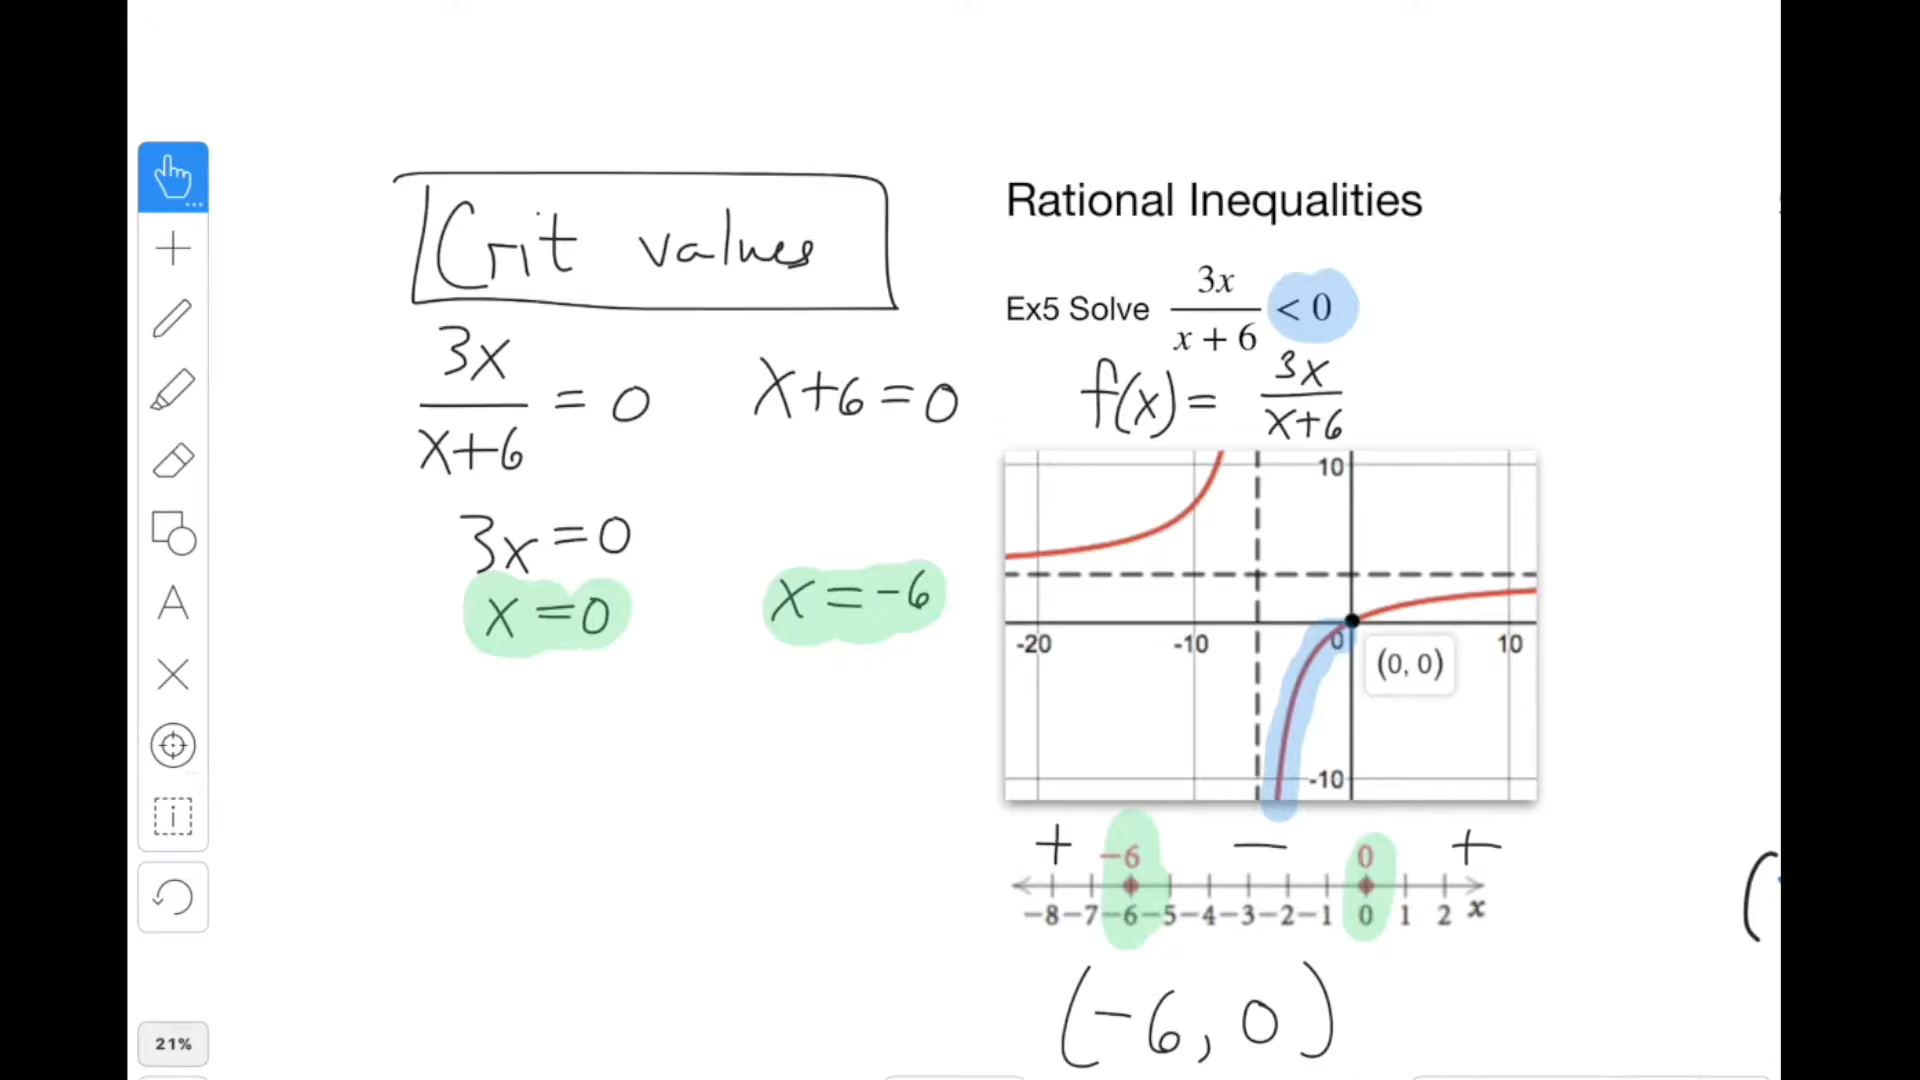 Crit values
3x
x+6
= 0
x+6=0
3x=0
x=0
x=-6
Rational Inequalities
Ex5 Solve
3x
x + 6
< 0
f(x)=
3x
x+6
10
-20 -10 0 10
(0, 0)
-10
+ -6 − 0 +
-8 -7 -6 -5 -4 -3 -2 -1 0 1 2 x
(-6, 0)
(
A
i
21%